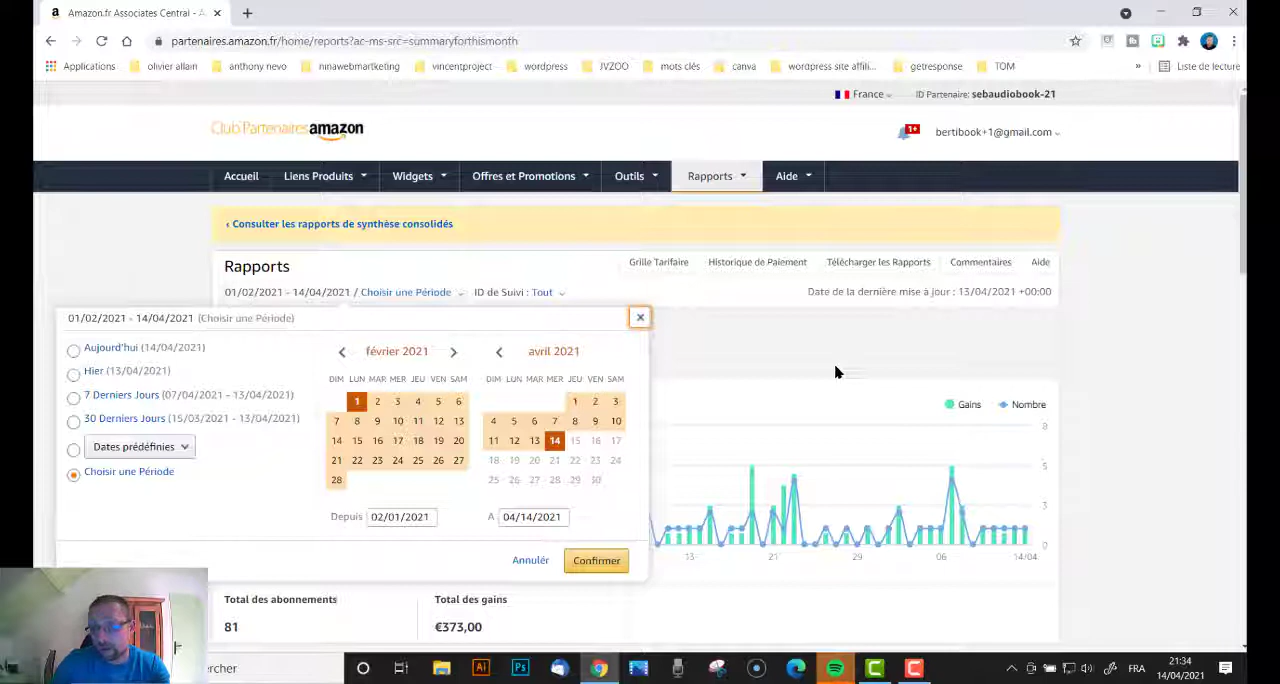 Amazon.fr Associates Central - A
partenaires.amazon.fr/home/reports?ac-ms-src=summaryforthismonth
Applications olivier allain anthony nevo ninawebmarketing vincentproject wordpress JVZOO mots clés canva wordpress site affili... getresponse TOM » Liste de lecture
France ID Partenaire: sebaudiobook-21
Club Partenaires amazon 1+ bertibook+1@gmail.com
Accueil Liens Produits Widgets Offres et Promotions Outils Rapports Aide
‹ Consulter les rapports de synthèse consolidés
Rapports Grille Tarifaire Historique de Paiement Télécharger les Rapports Commentaires Aide
01/02/2021 - 14/04/2021 / Choisir une Période ID de Suivi : Tout Date de la dernière mise à jour : 13/04/2021 +00:00
01/02/2021 - 14/04/2021 (Choisir une Période)
Aujourd'hui (14/04/2021)
Hier (13/04/2021)
7 Derniers Jours (07/04/2021 - 13/04/2021)
30 Derniers Jours (15/03/2021 - 13/04/2021)
Dates prédéfinies
Choisir une Période
février 2021
DIM LUN MAR MER JEU VEN SAM
1 2 3 4 5 6
7 8 9 10 11 12 13
14 15 16 17 18 19 20
21 22 23 24 25 26 27
28
Depuis 02/01/2021
avril 2021
DIM LUN MAR MER JEU VEN SAM
1 2 3
4 5 6 7 8 9 10
11 12 13 14 15 16 17
18 19 20 21 22 23 24
25 26 27 28 29 30
A 04/14/2021
Annulér Confirmer
Gains Nombre
5
3
0
13 21 29 06 14/04
Total des abonnements Total des gains
81 €373,00
rcher
FRA 21:34
14/04/2021